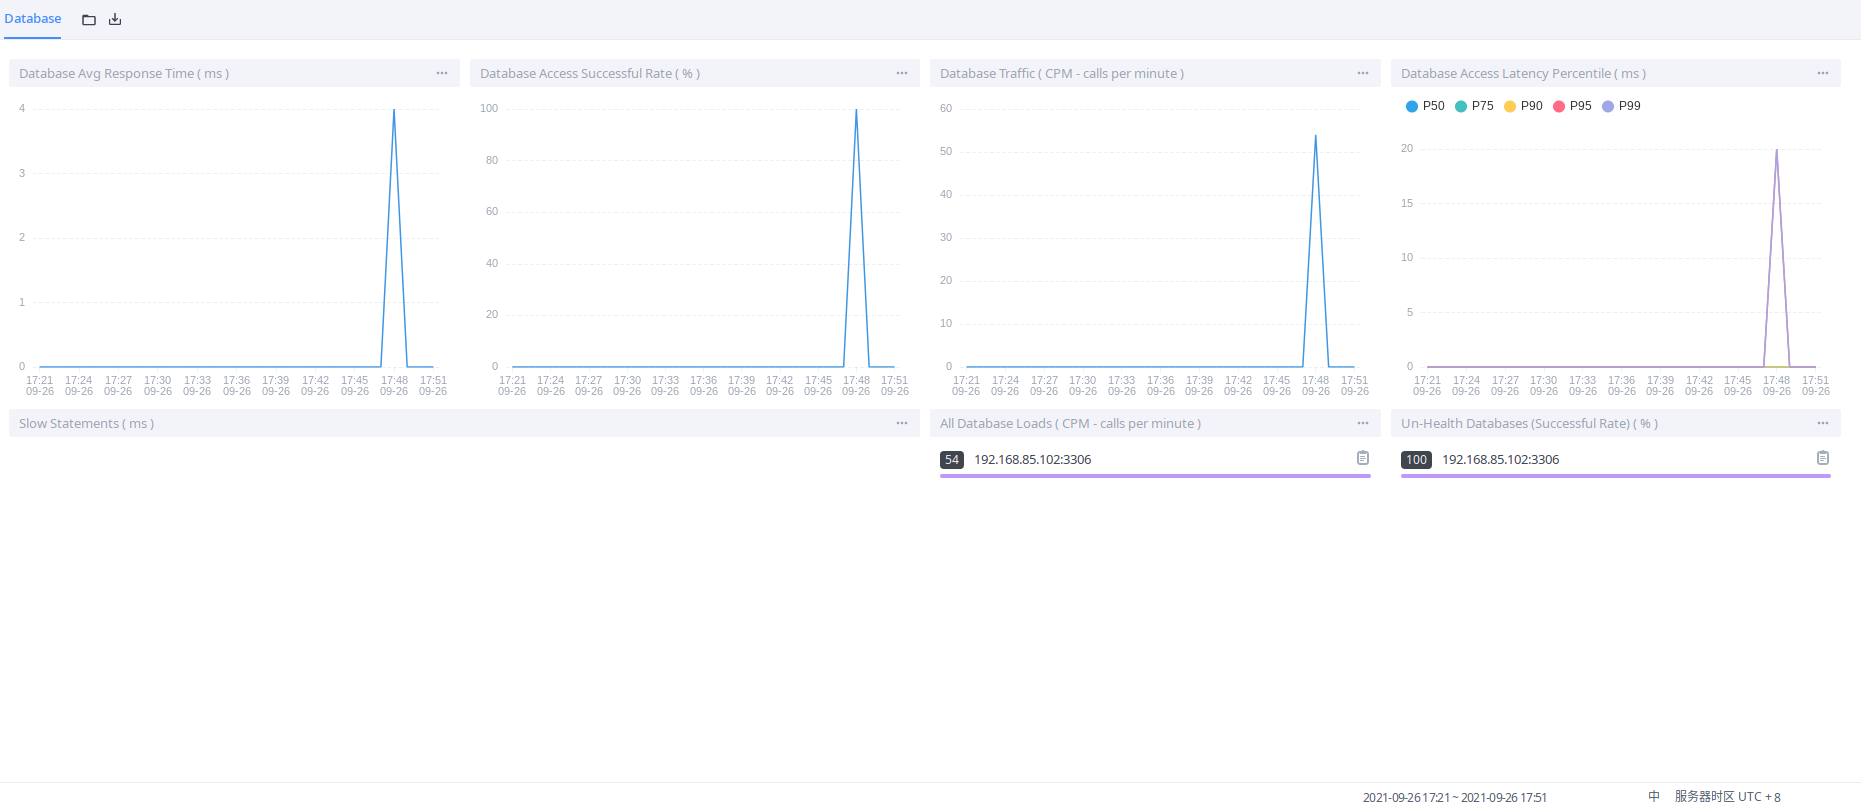 Database
Database Avg Response Time ( ms )
4
3
2
1
0
17:21 17:24 17:27 17:30 17:33 17:36 17:39 17:42 17:45 17:48 17:51
09-26 09-26 09-26 09-26 09-26 09-26 09-26 09-26 09-26 09-26 09-26
Database Access Successful Rate ( % )
100
80
60
40
20
0
17:21 17:24 17:27 17:30 17:33 17:36 17:39 17:42 17:45 17:48 17:51
09-26 09-26 09-26 09-26 09-26 09-26 09-26 09-26 09-26 09-26 09-26
Database Traffic ( CPM - calls per minute )
60
50
40
30
20
10
0
17:21 17:24 17:27 17:30 17:33 17:36 17:39 17:42 17:45 17:48 17:51
09-26 09-26 09-26 09-26 09-26 09-26 09-26 09-26 09-26 09-26 09-26
Database Access Latency Percentile ( ms )
P50 P75 P90 P95 P99
20
15
10
5
0
17:21 17:24 17:27 17:30 17:33 17:36 17:39 17:42 17:45 17:48 17:51
09-26 09-26 09-26 09-26 09-26 09-26 09-26 09-26 09-26 09-26 09-26
Slow Statements ( ms )
All Database Loads ( CPM - calls per minute )
54 192.168.85.102:3306
Un-Health Databases (Successful Rate) ( % )
100 192.168.85.102:3306
2021-09-26 17:21 ~ 2021-09-26 17:51 中 服务器时区 UTC + 8